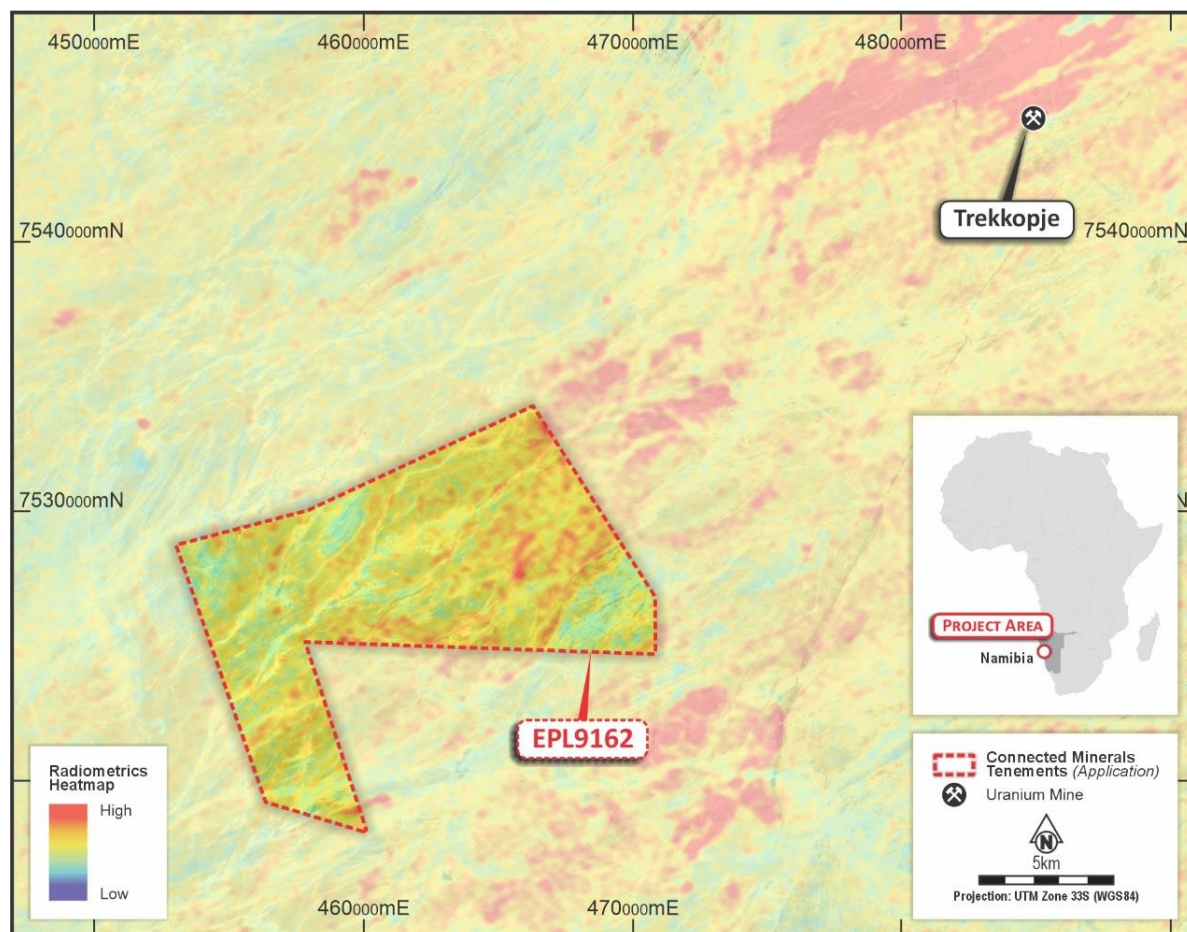 450000mE
460000mE
470000mE
480000mE
Trekkopje
7540000mN
7540000mN
7530000mN
N
PROJECT AREA
Namibia
EPL9162
Radiometrics
Heatmap
High
Low
Connected Minerals
Tenements (Application)
Uranium Mine
N
5km
Projection: UTM Zone 33S (WGS84)
460000mE
470000mE